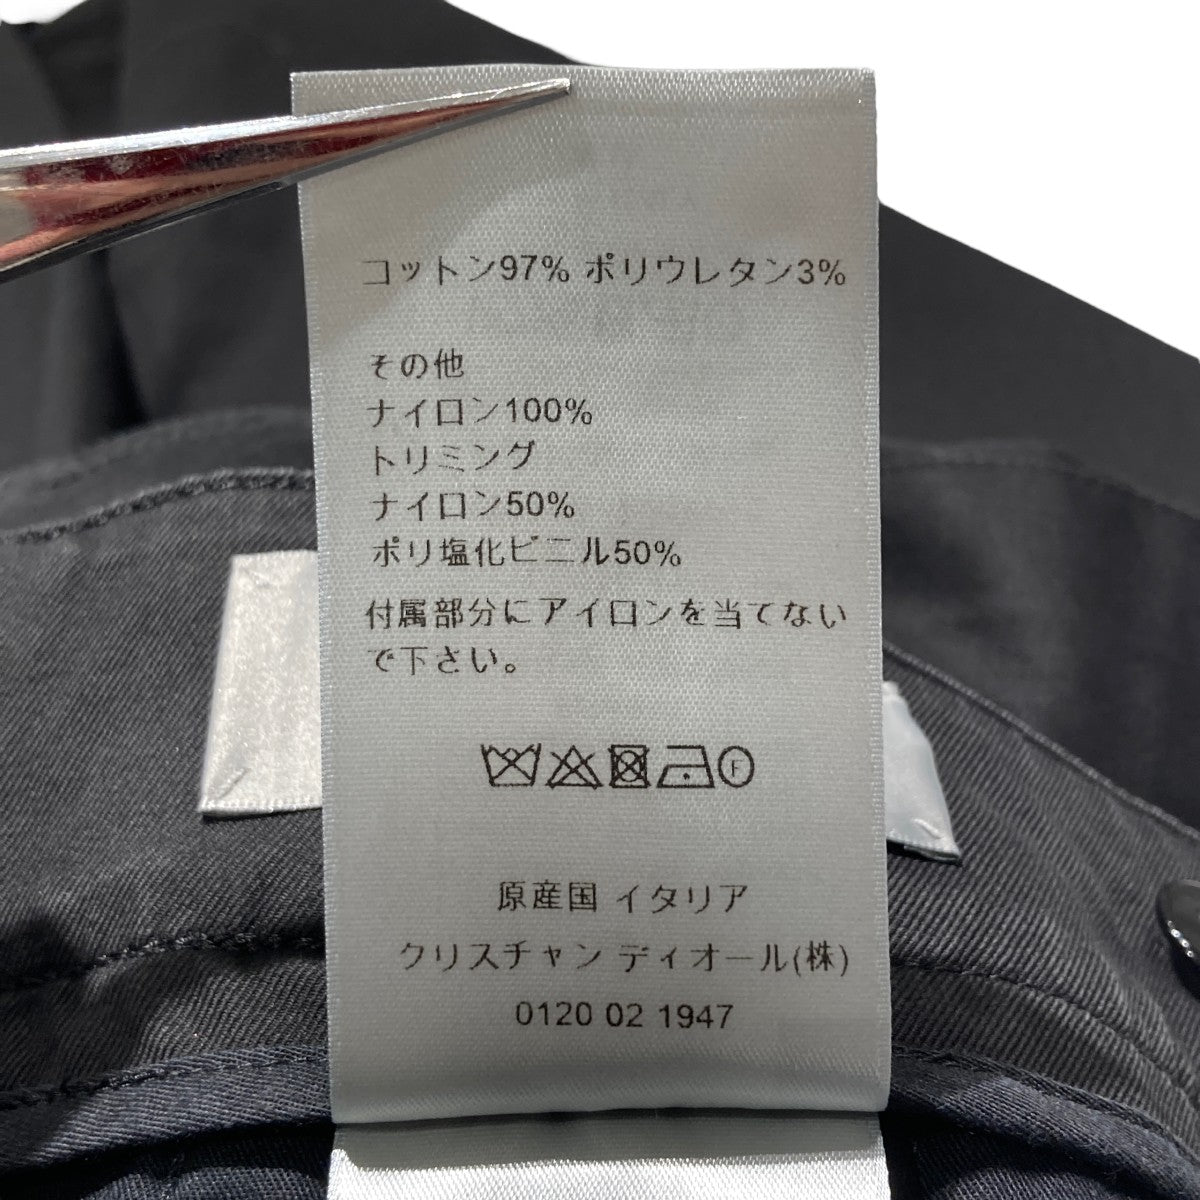 コットン97% ポリウレタン3%
その他
ナイロン100%
トリミング
ナイロン50%
ポリ塩化ビニル50%
付属部分にアイロンを当てない
で下さい。
F
原産国 イタリア
クリスチャン ディオール(株)
0120 02 1947